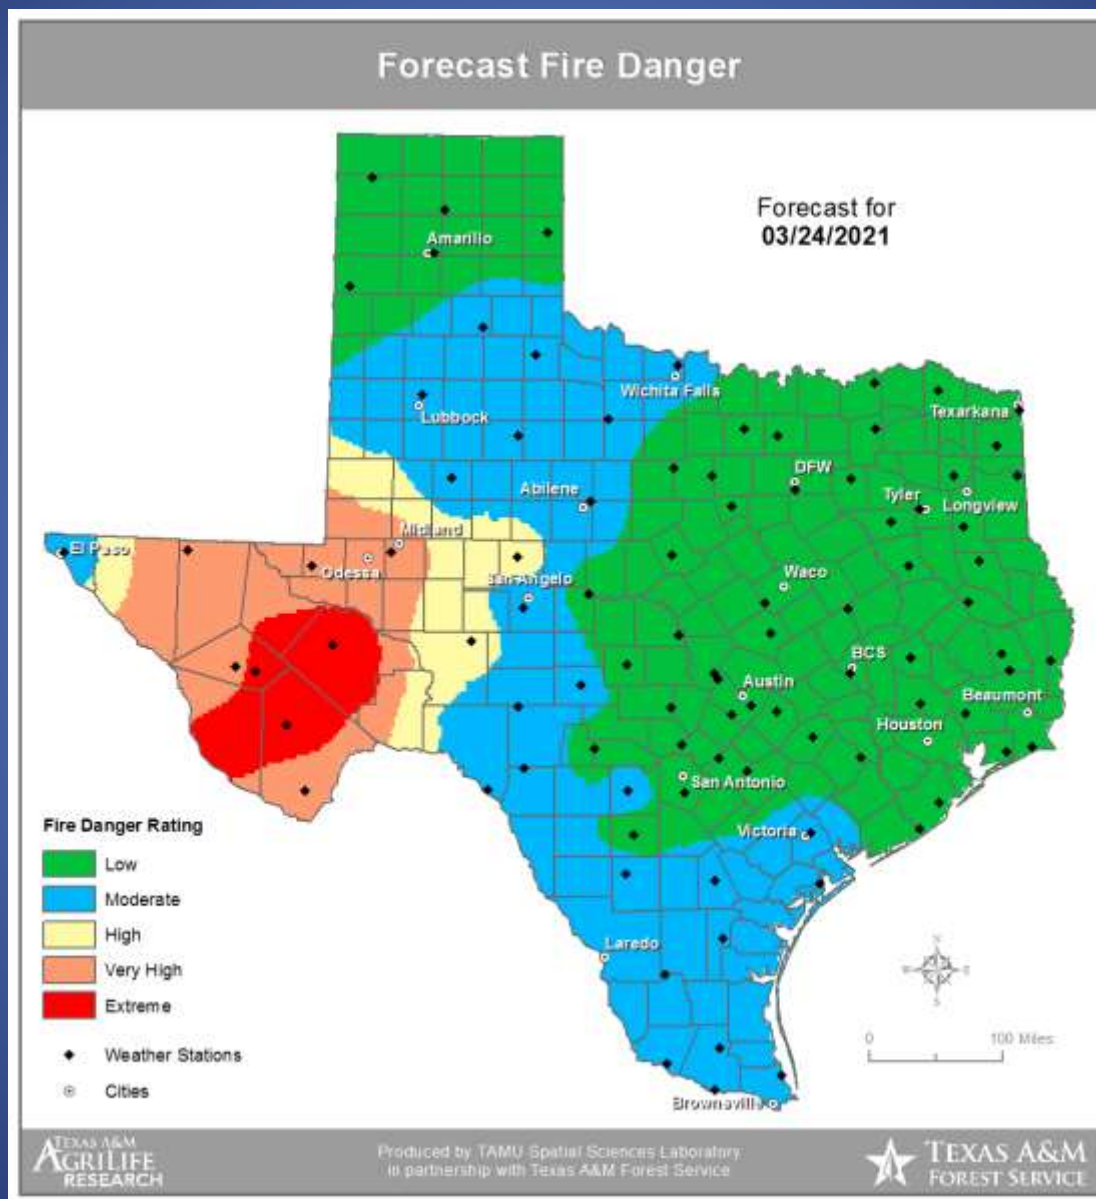 Forecast Fire Danger
Forecast for
03/24/2021
Amarillo
Wichita Falls
Lubbock
Texarkana
DFW
Abilene
Tyler
Longview
Midland
El Paso
Odessa
San Angelo
Waco
BCS
Austin
Beaumont
Houston
San Antonio
Victoria
Laredo
Brownsville
Fire Danger Rating
Low
Moderate
High
Very High
Extreme
Weather Stations
Cities
N
W E
S
0 100 Miles
TEXAS A&M
AGRILIFE
RESEARCH
Produced by TAMU Spatial Sciences Laboratory
in partnership with Texas A&M Forest Service
TEXAS A&M
FOREST SERVICE